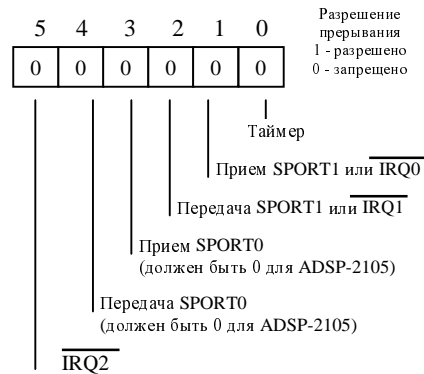 5 4 3 2 1 0
Разрешение
прерывания
1 - разрешено
0 - запрещено
0 0 0 0 0 0
Таймер
Прием SPORT1 или IRQ0
Передача SPORT1 или IRQ1
Прием SPORT0
(должен быть 0 для ADSP-2105)
Передача SPORT0
(должен быть 0 для ADSP-2105)
IRQ2